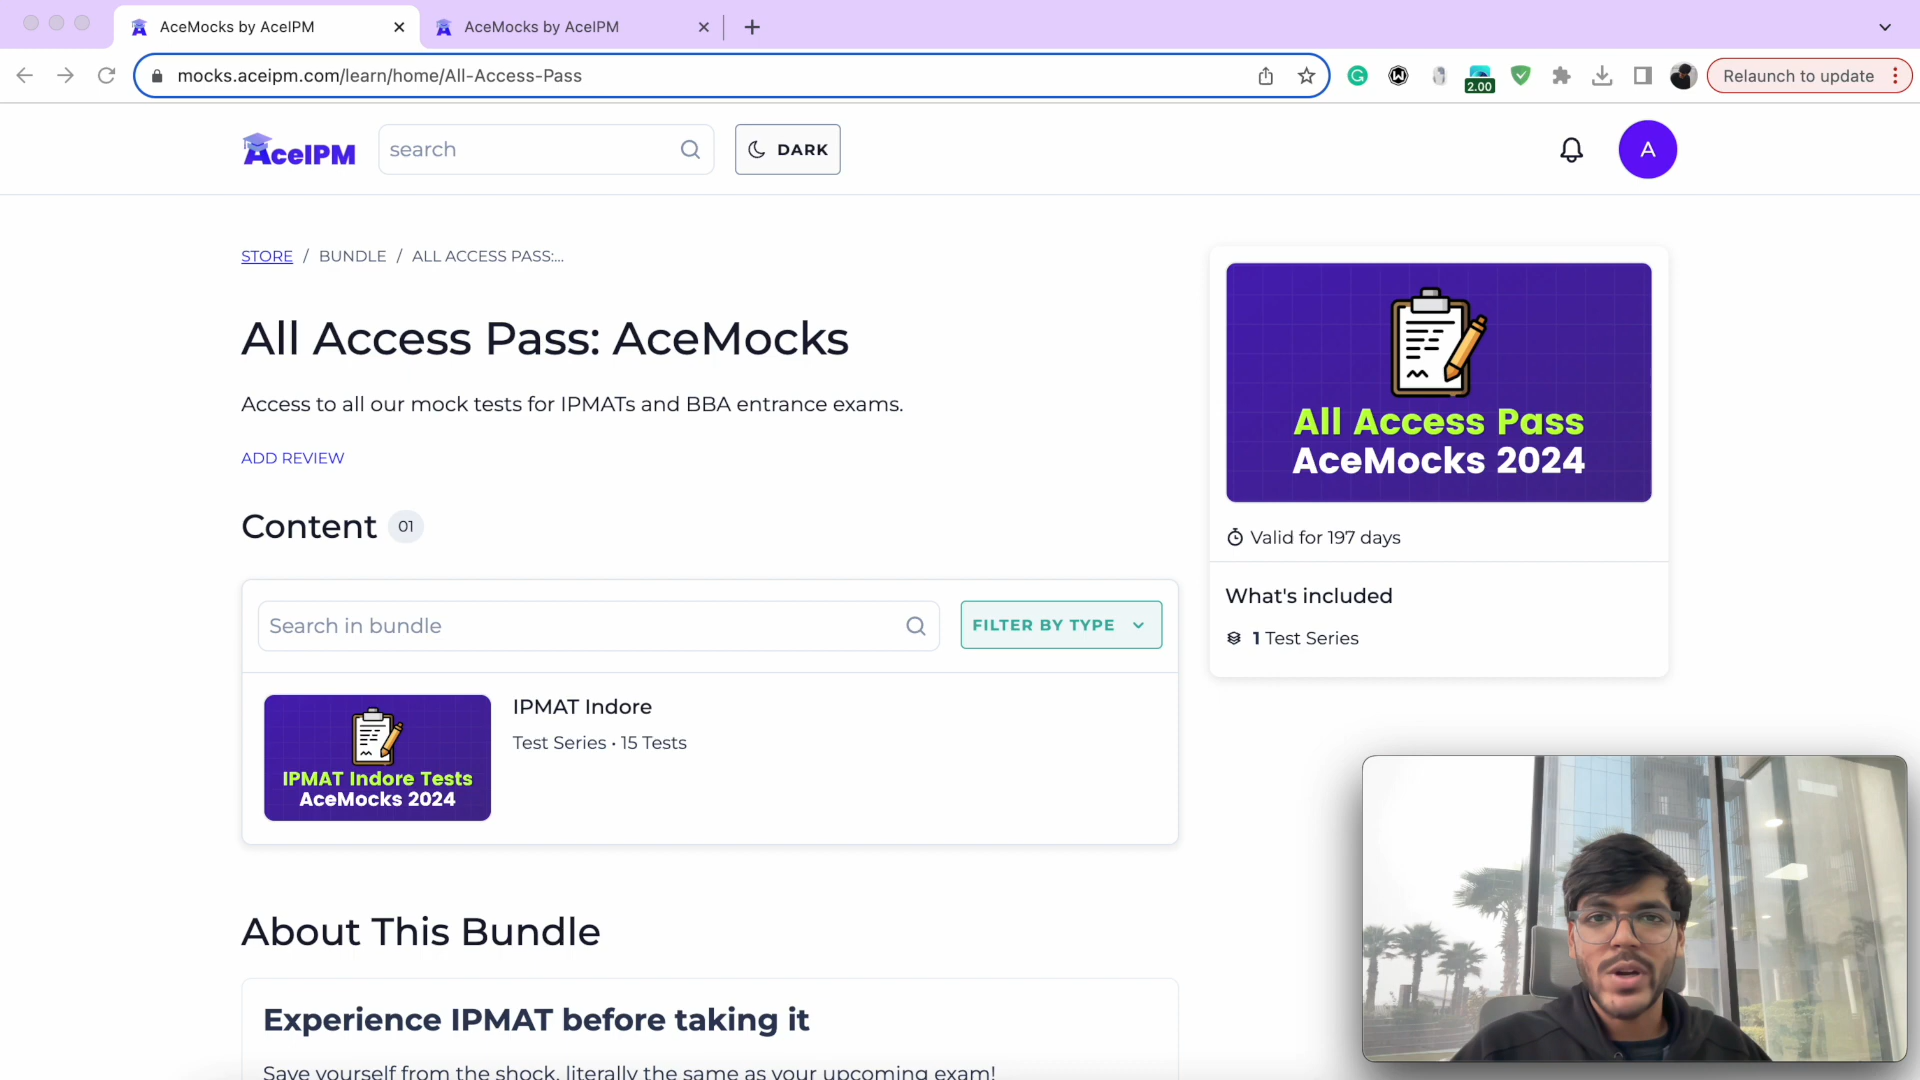 AceMocks by AceIPM
AceMocks by AceIPM
mocks.aceipm.com/learn/home/All-Access-Pass
2.00
Relaunch to update
AceIPM
search
DARK
A
STORE / BUNDLE / ALL ACCESS PASS:...
All Access Pass: AceMocks
Access to all our mock tests for IPMATs and BBA entrance exams.
ADD REVIEW
Content 01
Search in bundle
FILTER BY TYPE
IPMAT Indore Tests
AceMocks 2024
IPMAT Indore
Test Series • 15 Tests
About This Bundle
Experience IPMAT before taking it
Save yourself from the shock, literally the same as your upcoming exam!
All Access Pass
AceMocks 2024
Valid for 197 days
What's included
1 Test Series